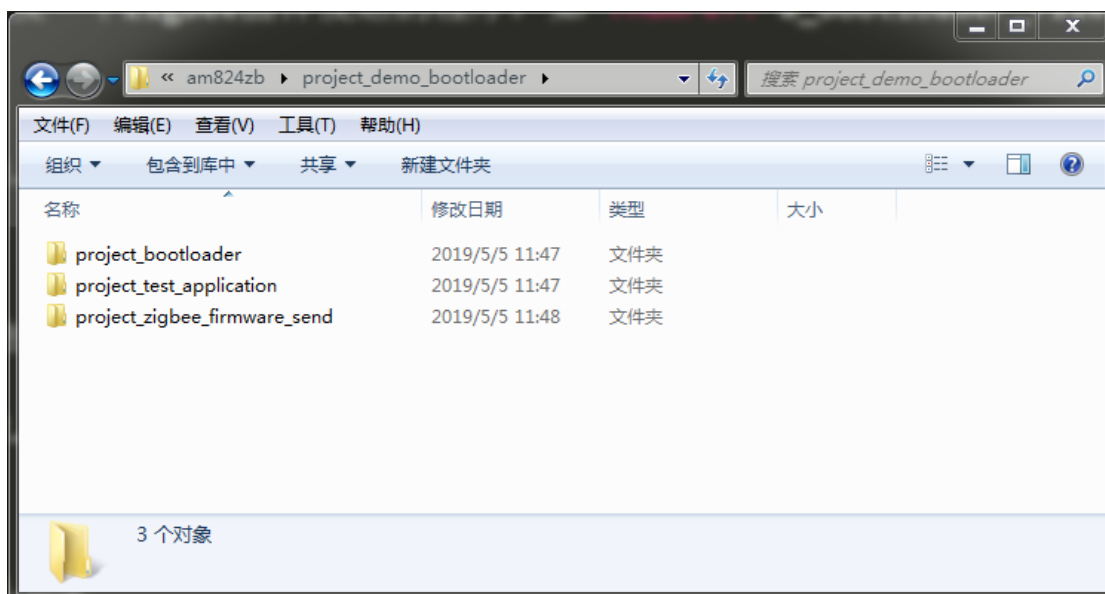 « am824zb ▸ project_demo_bootloader ▸ 搜索 project_demo_bootloader
文件(F) 编辑(E) 查看(V) 工具(T) 帮助(H)
组织 ▼ 包含到库中 ▼ 共享 ▼ 新建文件夹
名称 修改日期 类型 大小
project_bootloader 2019/5/5 11:47 文件夹
project_test_application 2019/5/5 11:47 文件夹
project_zigbee_firmware_send 2019/5/5 11:48 文件夹
3 个对象